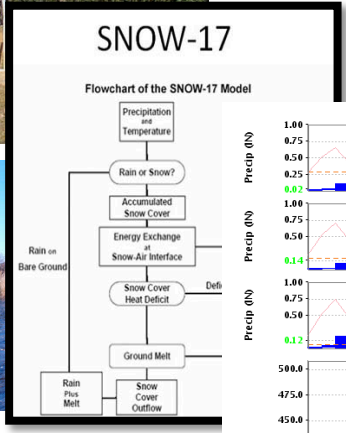 SNOW-17
Flowchart of the SNOW-17 Model
Precipitation
and
Temperature
Rain or Snow?
Accumulated
Snow Cover
Energy Exchange
at
Snow-Air Interface
Rain on
Bare Ground
Snow Cover
Heat Deficit
Ground Melt
Rain
Plus
Melt
Snow
Cover
Outflow
Precip (IN)
1.00
0.75
0.50
0.25
0.02
Precip (IN)
1.00
0.75
0.50
0.14
Precip (IN)
1.00
0.75
0.50
0.12
500.0
475.0
450.0